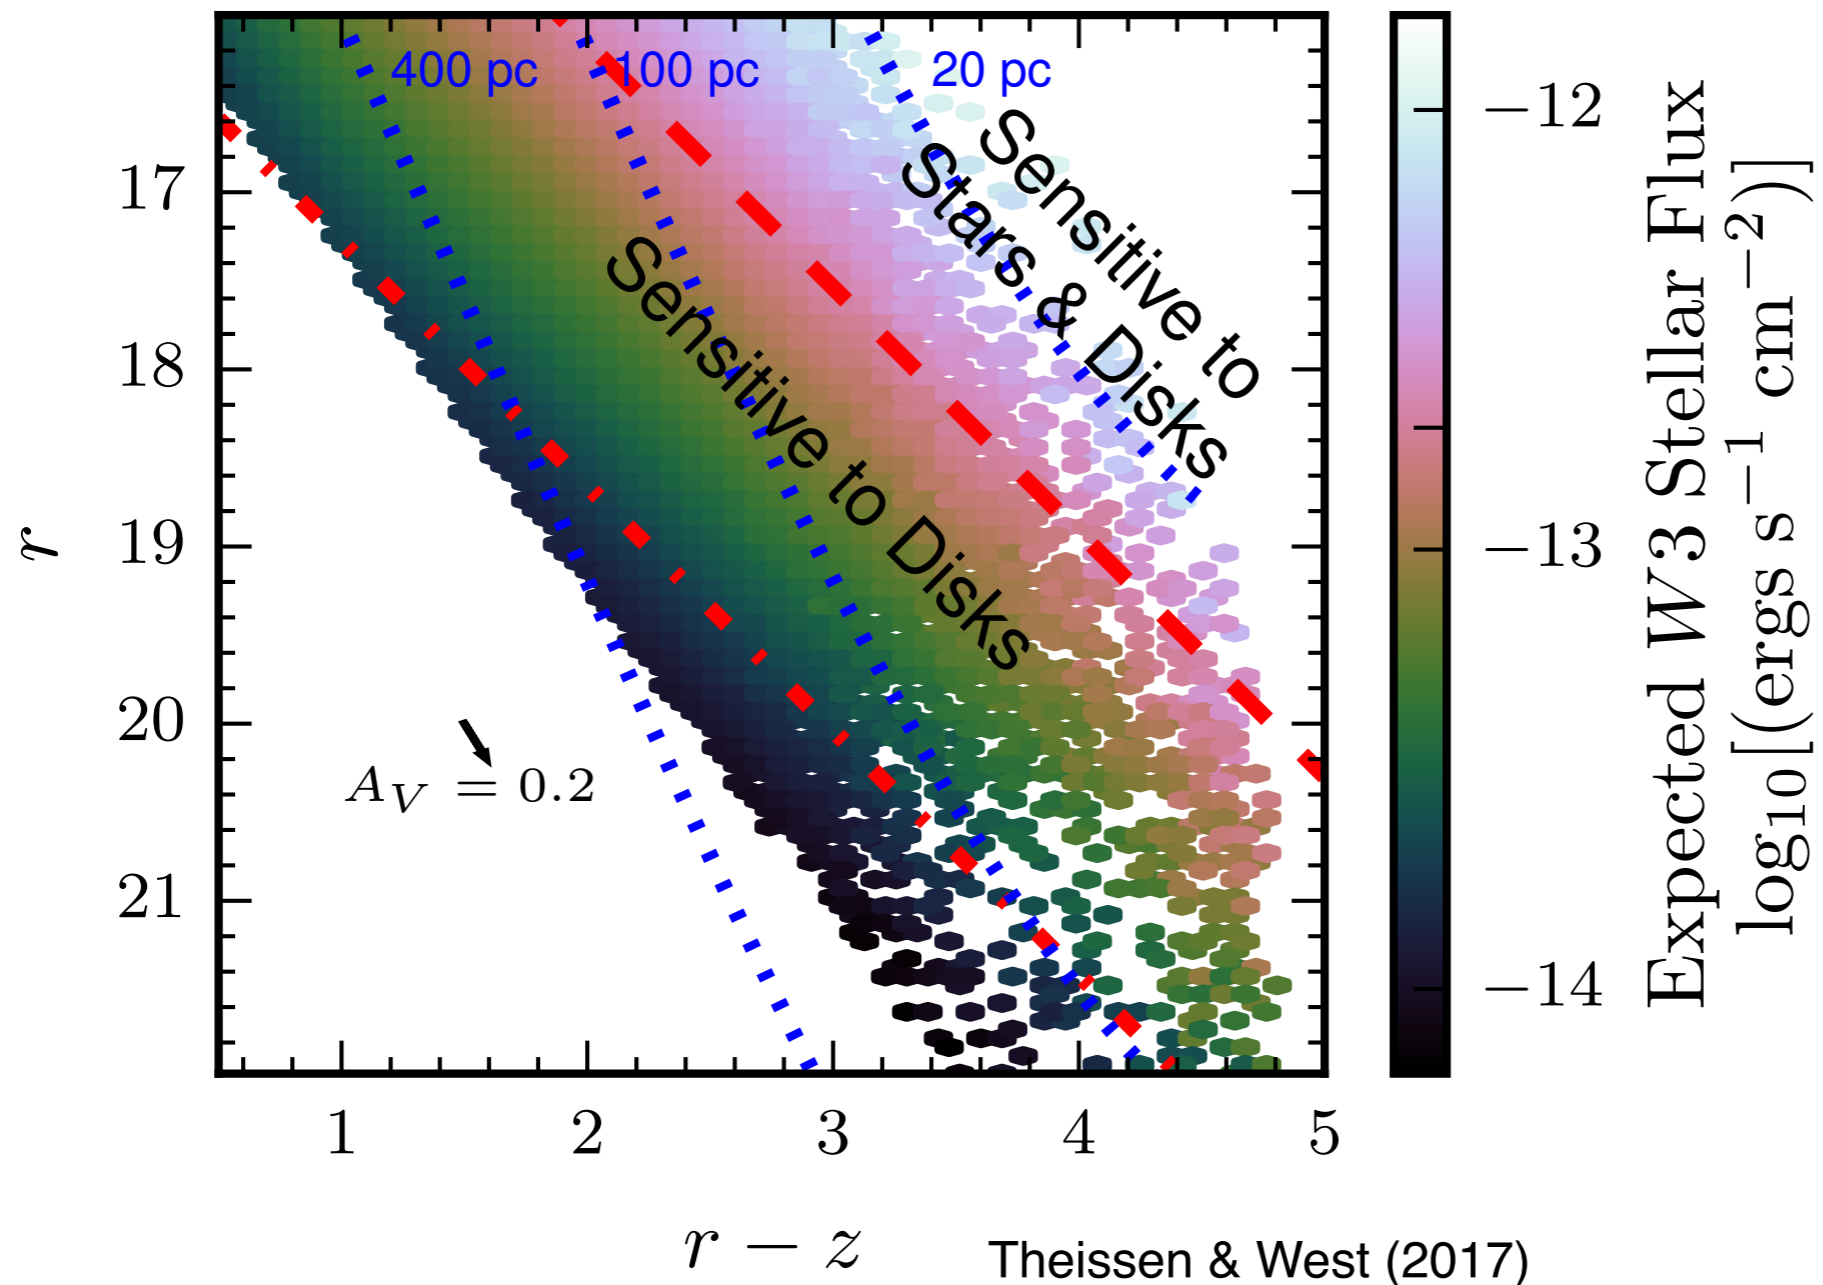 400 pc
100 pc
20 pc
Sensitive to
Stars & Disks
Sensitive to Disks
A_V = 0.2
17
18
19
20
21
r
1
2
3
4
5
r − z
−12
−13
−14
Expected W3 Stellar Flux
log₁₀[(ergs s⁻¹ cm⁻²)]
Theissen & West (2017)